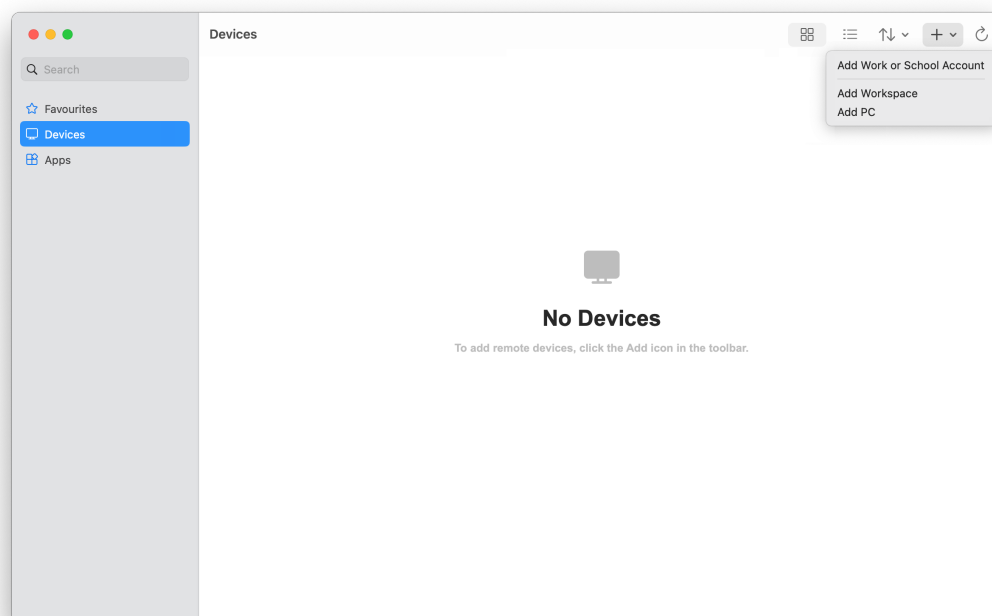 Devices
Search
Favourites
Devices
Apps
Add Work or School Account
Add Workspace
Add PC
No Devices
To add remote devices, click the Add icon in the toolbar.